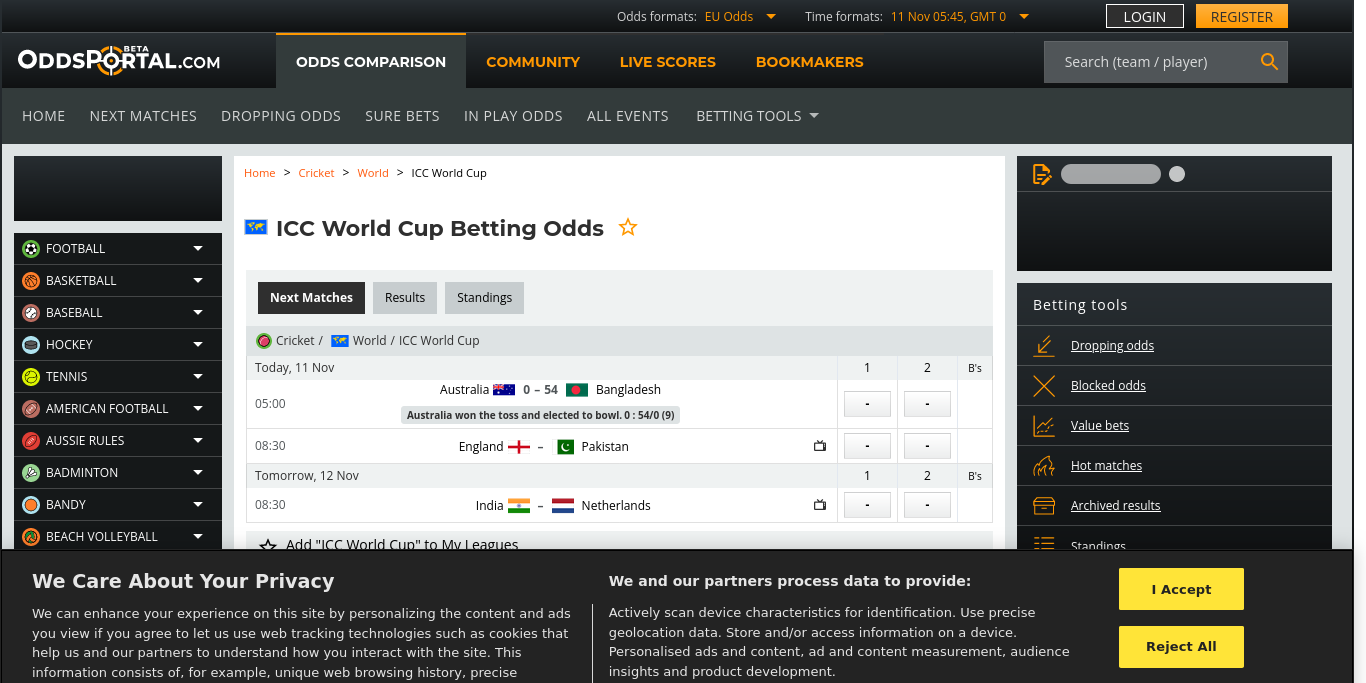 Odds formats: EU Odds Time formats: 11 Nov 05:45, GMT 0 LOGIN REGISTER
ODDSPORTAL.COM BETA ODDS COMPARISON COMMUNITY LIVE SCORES BOOKMAKERS Search (team / player)
HOME NEXT MATCHES DROPPING ODDS SURE BETS IN PLAY ODDS ALL EVENTS BETTING TOOLS
FOOTBALL
BASKETBALL
BASEBALL
HOCKEY
TENNIS
AMERICAN FOOTBALL
AUSSIE RULES
BADMINTON
BANDY
BEACH VOLLEYBALL
Home > Cricket > World > ICC World Cup
ICC World Cup Betting Odds
Next Matches Results Standings
Cricket / World / ICC World Cup
Today, 11 Nov 1 2 B's
Australia 0 – 54 Bangladesh
05:00 - -
Australia won the toss and elected to bowl. 0 : 54/0 (9)
08:30 England – Pakistan - -
Tomorrow, 12 Nov 1 2 B's
08:30 India – Netherlands - -
Add "ICC World Cup" to My Leagues
Betting tools
Dropping odds
Blocked odds
Value bets
Hot matches
Archived results
Standings
We Care About Your Privacy
We can enhance your experience on this site by personalizing the content and ads
you view if you agree to let us use web tracking technologies such as cookies that
help us and our partners to understand how you interact with the site. This
information consists of, for example, unique web browsing history, precise
We and our partners process data to provide:
Actively scan device characteristics for identification. Use precise
geolocation data. Store and/or access information on a device.
Personalised ads and content, ad and content measurement, audience
insights and product development.
I Accept
Reject All